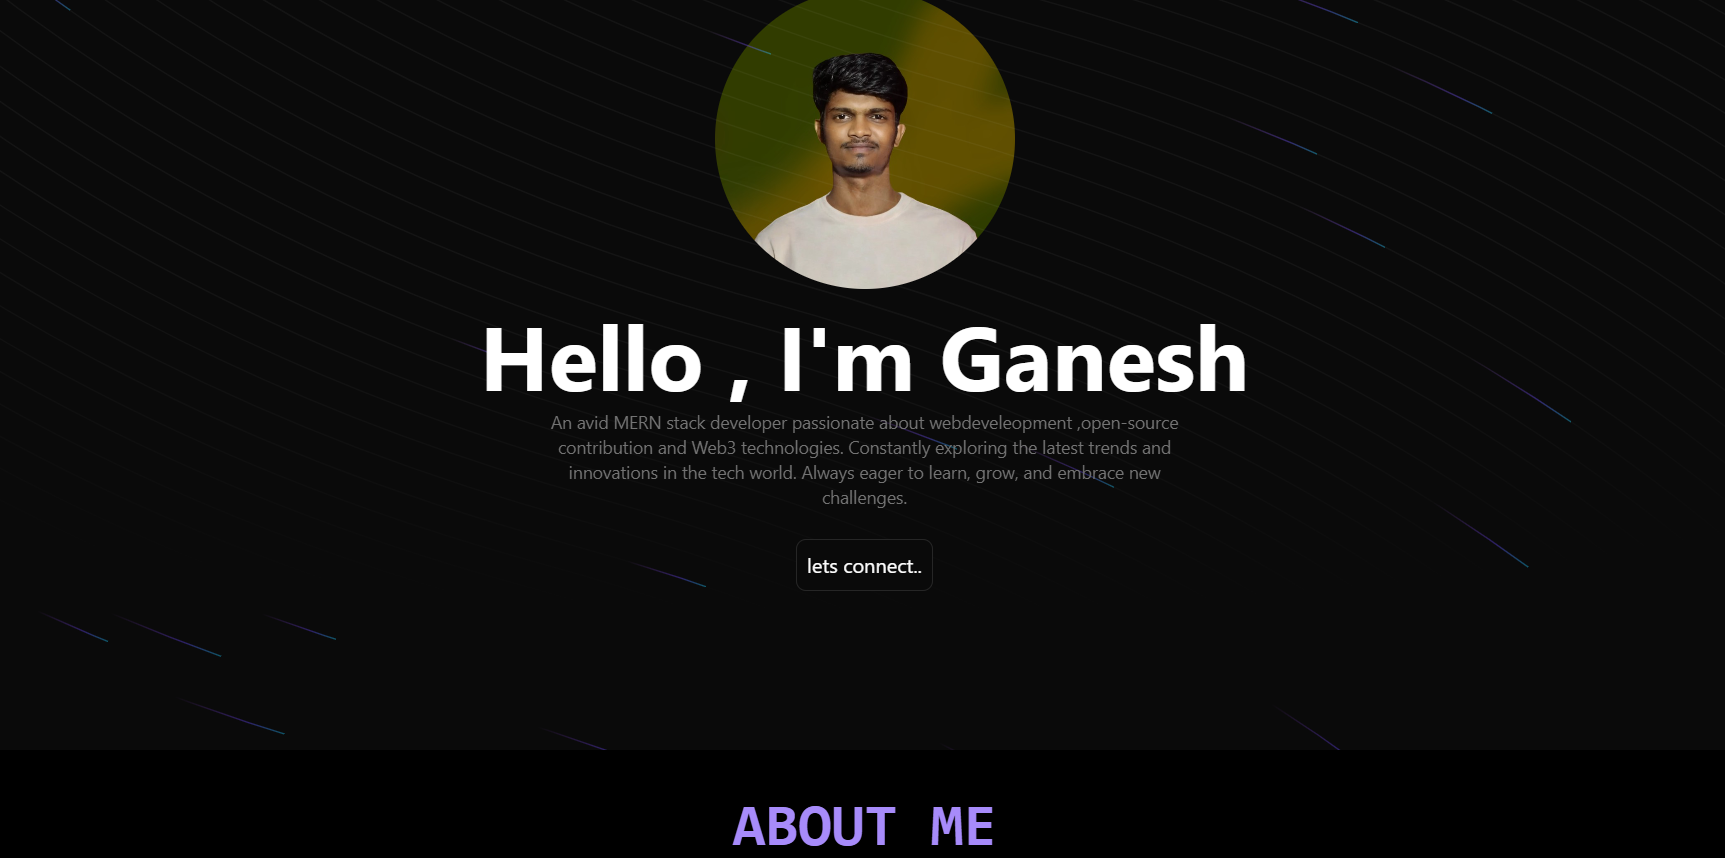 Hello , I'm Ganesh
An avid MERN stack developer passionate about webdeveleopment ,open-source
contribution and Web3 technologies. Constantly exploring the latest trends and
innovations in the tech world. Always eager to learn, grow, and embrace new
challenges.
lets connect..
ABOUT ME